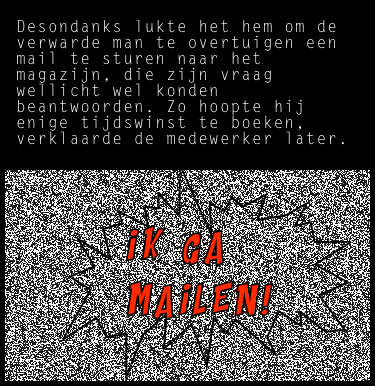 Desondanks lukte het hem om de
verwarde man te overtuigen een
mail te sturen naar het
magazijn, die zijn vraag
wellicht wel konden
beantwoorden. Zo hoopte hij
enige tijdswinst te boeken,
verklaarde de medewerker later.
iK GA
MAiLEN!